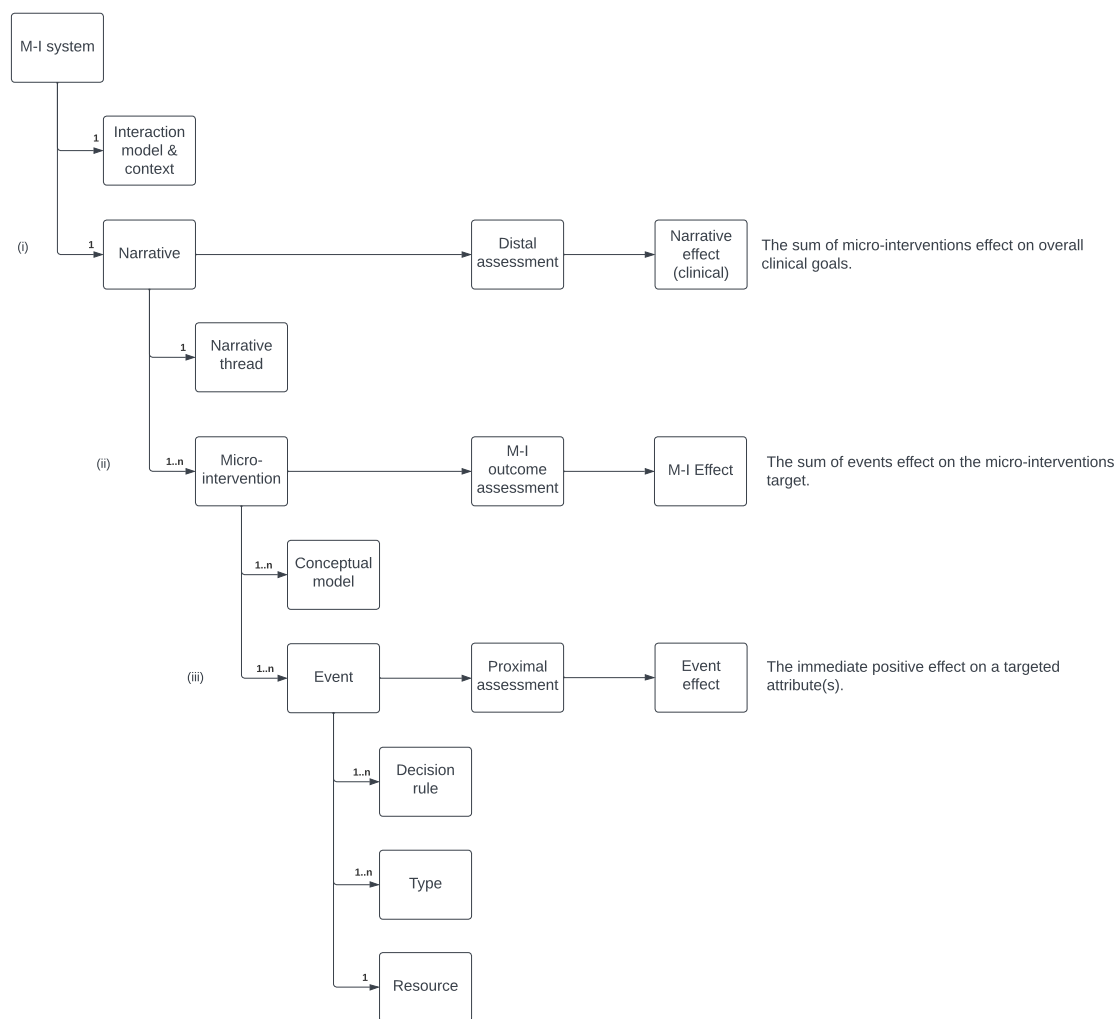 M-I system
1
Interaction
model &
context
(i)
1
Narrative
Distal
assessment
Narrative
effect
(clinical)
The sum of micro-interventions effect on overall
clinical goals.
1
Narrative
thread
(ii)
1..n
Micro-
intervention
M-I
outcome
assessment
M-I Effect
The sum of events effect on the micro-interventions
target.
1..n
Conceptual
model
(iii)
1..n
Event
Proximal
assessment
Event
effect
The immediate positive effect on a targeted
attribute(s).
1..n
Decision
rule
1..n
Type
1
Resource